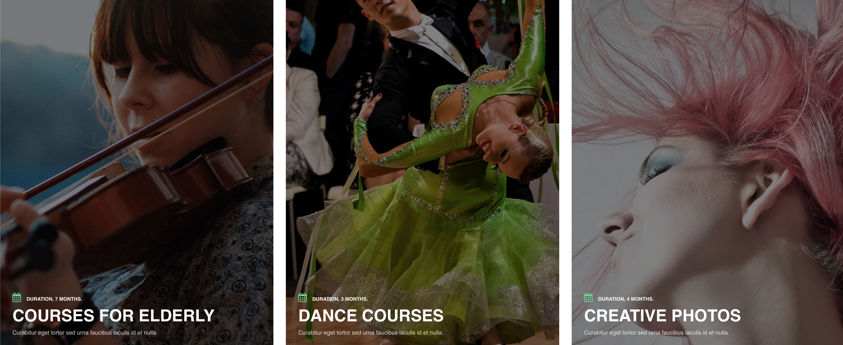 DURATION, 7 MONTHS.
COURSES FOR ELDERLY
Curabitur eget tortor sed urna faucibus iaculis id et nulla.
DURATION, 3 MONTHS.
DANCE COURSES
Curabitur eget tortor sed urna faucibus iaculis id et nulla.
DURATION, 4 MONTHS.
CREATIVE PHOTOS
Curabitur eget tortor sed urna faucibus iaculis id et nulla.